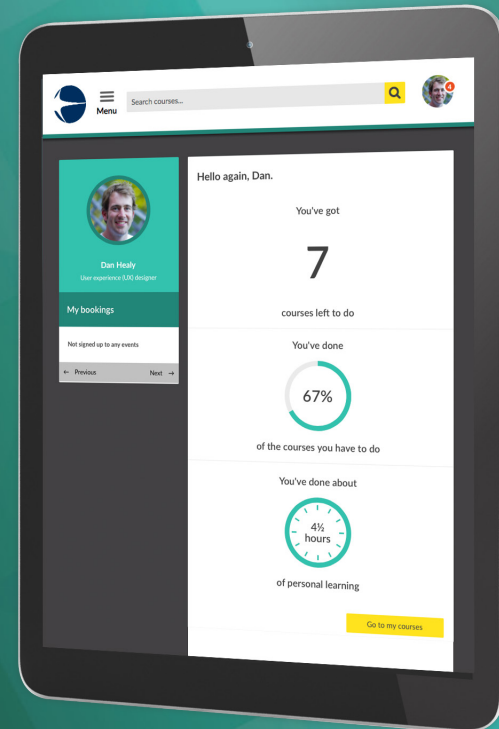 Menu
Search courses...
4
Dan Healy
User experience (UX) designer
My bookings
Not signed up to any events
← Previous Next →
Hello again, Dan.
You've got
7
courses left to do
You've done
67%
of the courses you have to do
You've done about
4½
hours
of personal learning
Go to my courses